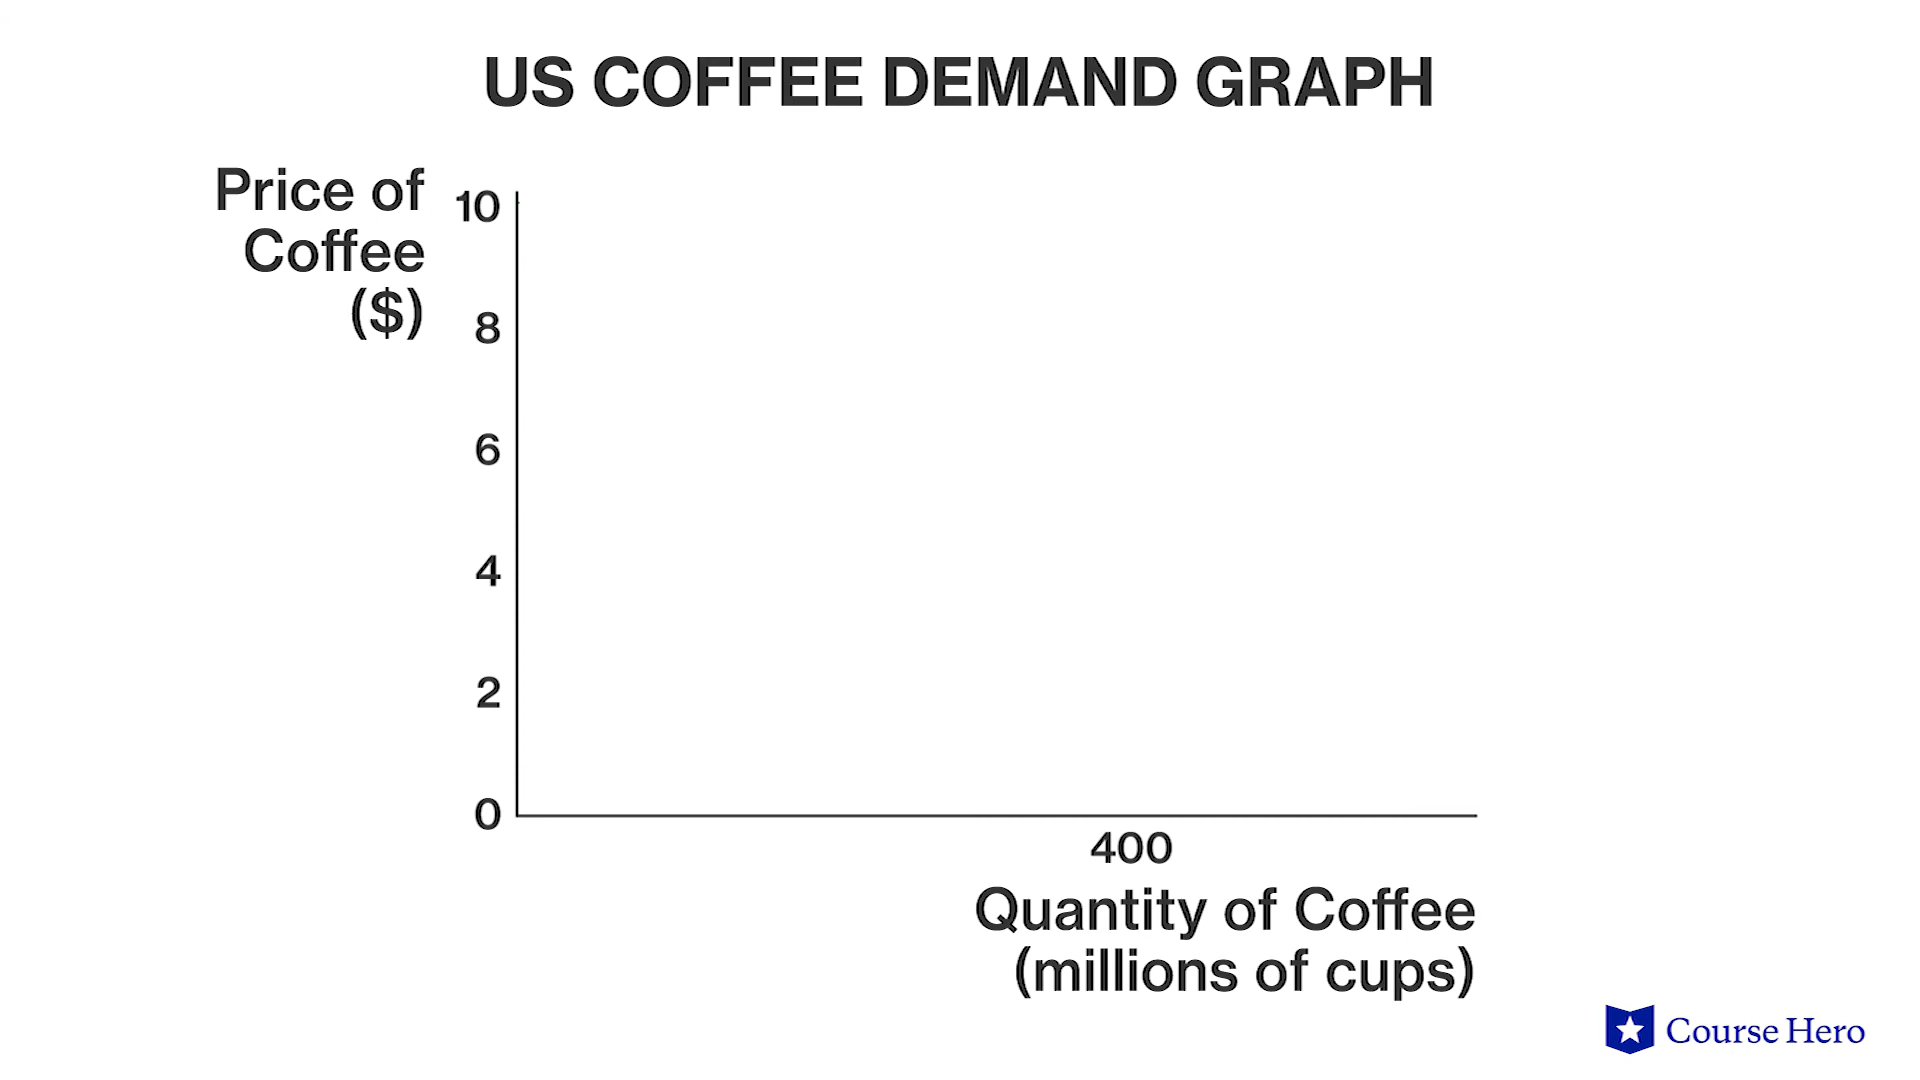 US COFFEE DEMAND GRAPH
Price of
Coffee
($)
10
8
6
4
2
0
400
Quantity of Coffee
(millions of cups)
Course Hero